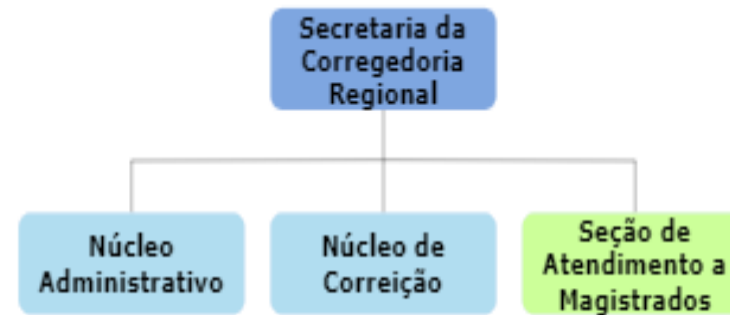 Secretaria da
Corregedoria
Regional
Núcleo
Administrativo
Núcleo de
Correição
Seção de
Atendimento a
Magistrados